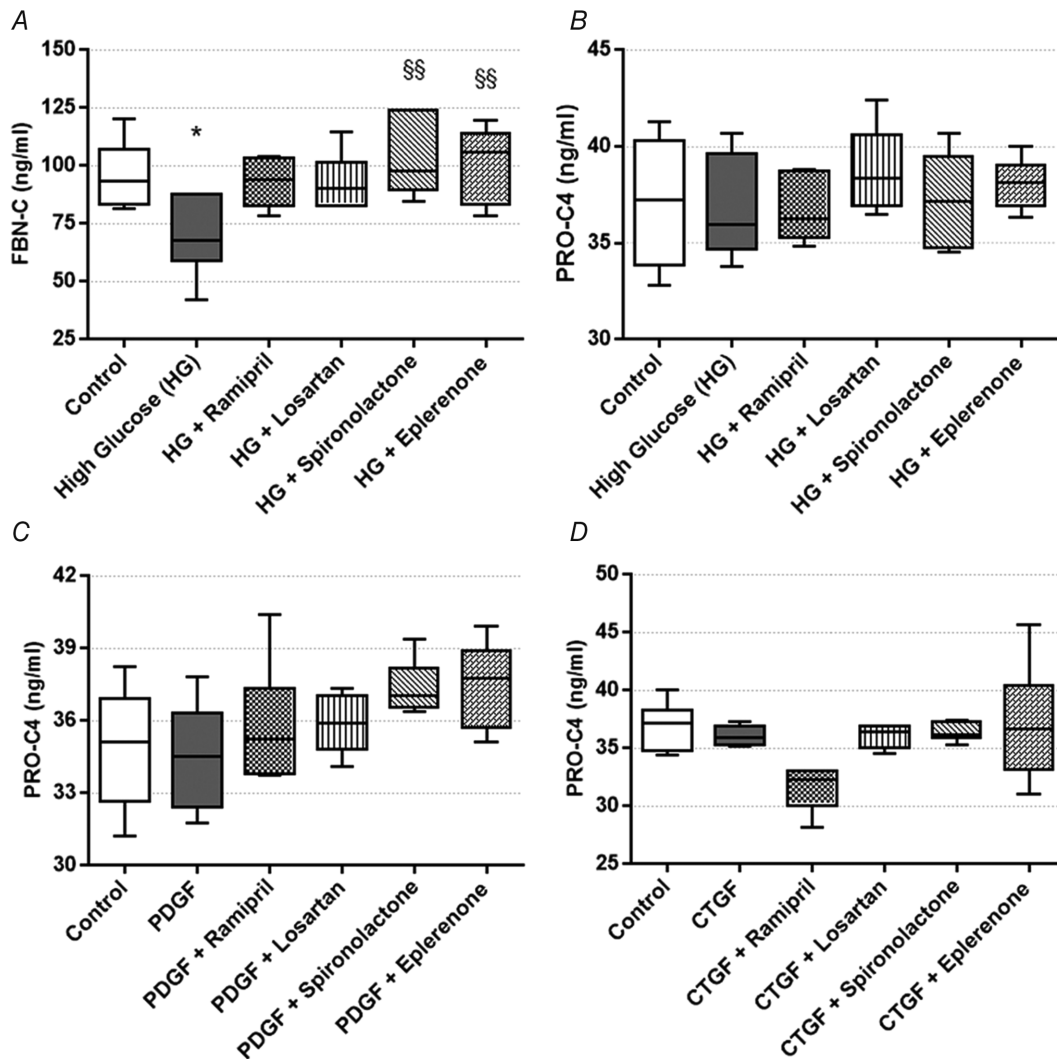 A
FBN-C (ng/ml)
150
125
100
75
50
25
*
§§
§§
Control
High Glucose (HG)
HG + Ramipril
HG + Losartan
HG + Spironolactone
HG + Eplerenone
B
PRO-C4 (ng/ml)
45
40
35
30
Control
High Glucose (HG)
HG + Ramipril
HG + Losartan
HG + Spironolactone
HG + Eplerenone
C
PRO-C4 (ng/ml)
42
39
36
33
30
Control
PDGF
PDGF + Ramipril
PDGF + Losartan
PDGF + Spironolactone
PDGF + Eplerenone
D
PRO-C4 (ng/ml)
50
45
40
35
30
25
Control
CTGF
CTGF + Ramipril
CTGF + Losartan
CTGF + Spironolactone
CTGF + Eplerenone